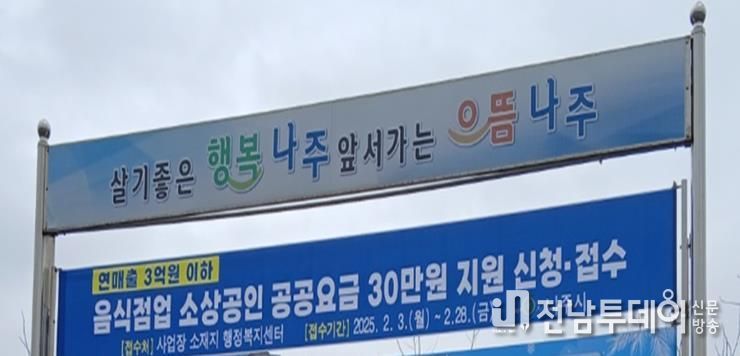 살기좋은 행복 나주 앞서가는 으뜸 나주
연매출 3억원 이하
음식점업 소상공인 공공요금 30만원 지원 신청·접수
[접수처] 사업장 소재지 행정복지센터 [접수기간] 2025. 2. 3.(월) ~ 2.28.(금)
전남투데이 신문
방송